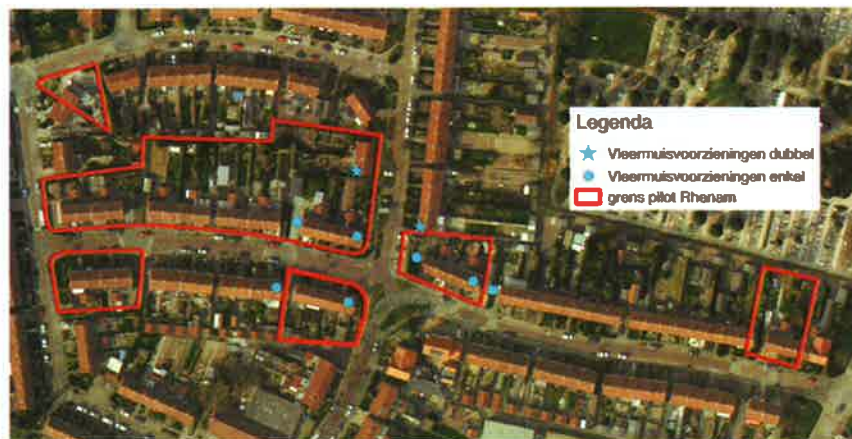 Legenda
Vleermuisvoorzieningen dubbel
Vleermuisvoorzieningen enkel
grens pilot Rhenam